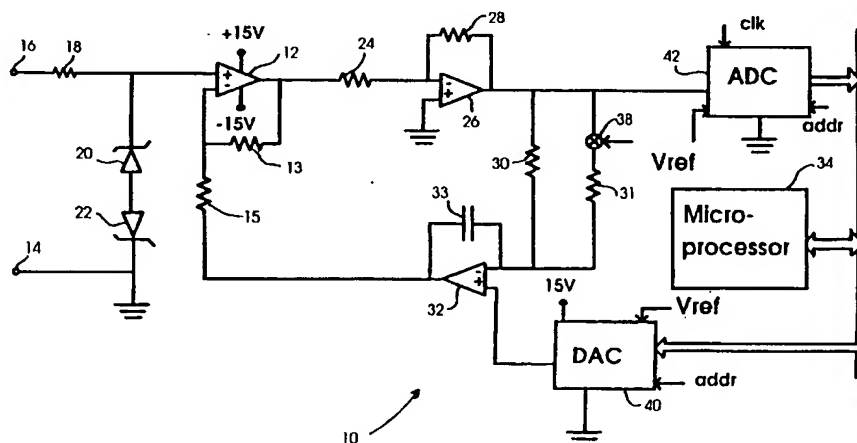 16
18
+15V
12
24
28
clk
42
ADC
addr
Vref
-15V
26
38
20
13
30
34
15
33
31
Micro-
processor
22
14
32
15V
Vref
DAC
addr
40
10